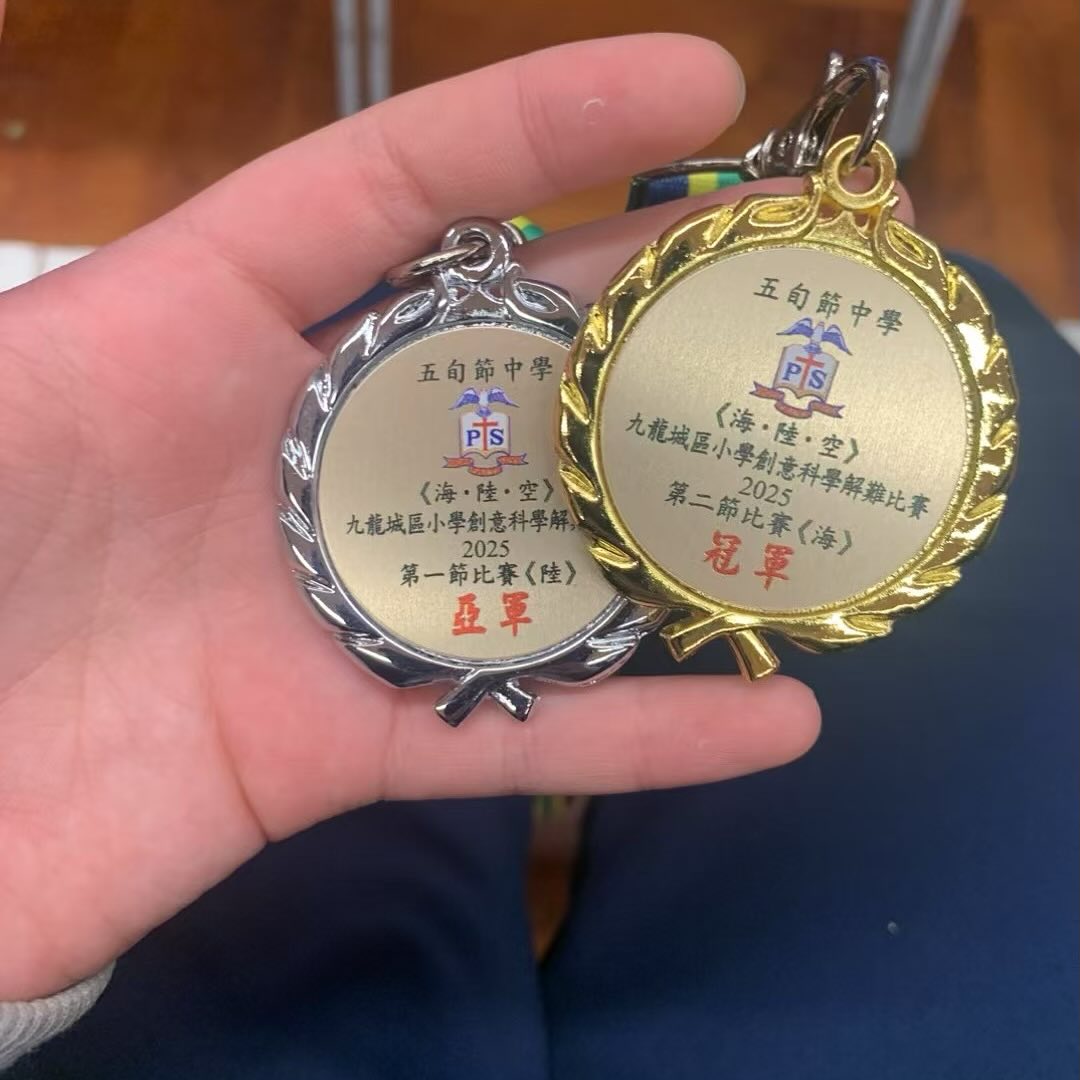 五旬節中學
PS
《海·陸·空》
九龍城區小學創意科學解
2025
第一節比賽《陸》
亞軍
五旬節中學
PS
《海·陸·空》
九龍城區小學創意科學解難比賽
2025
第二節比賽《海》
冠軍